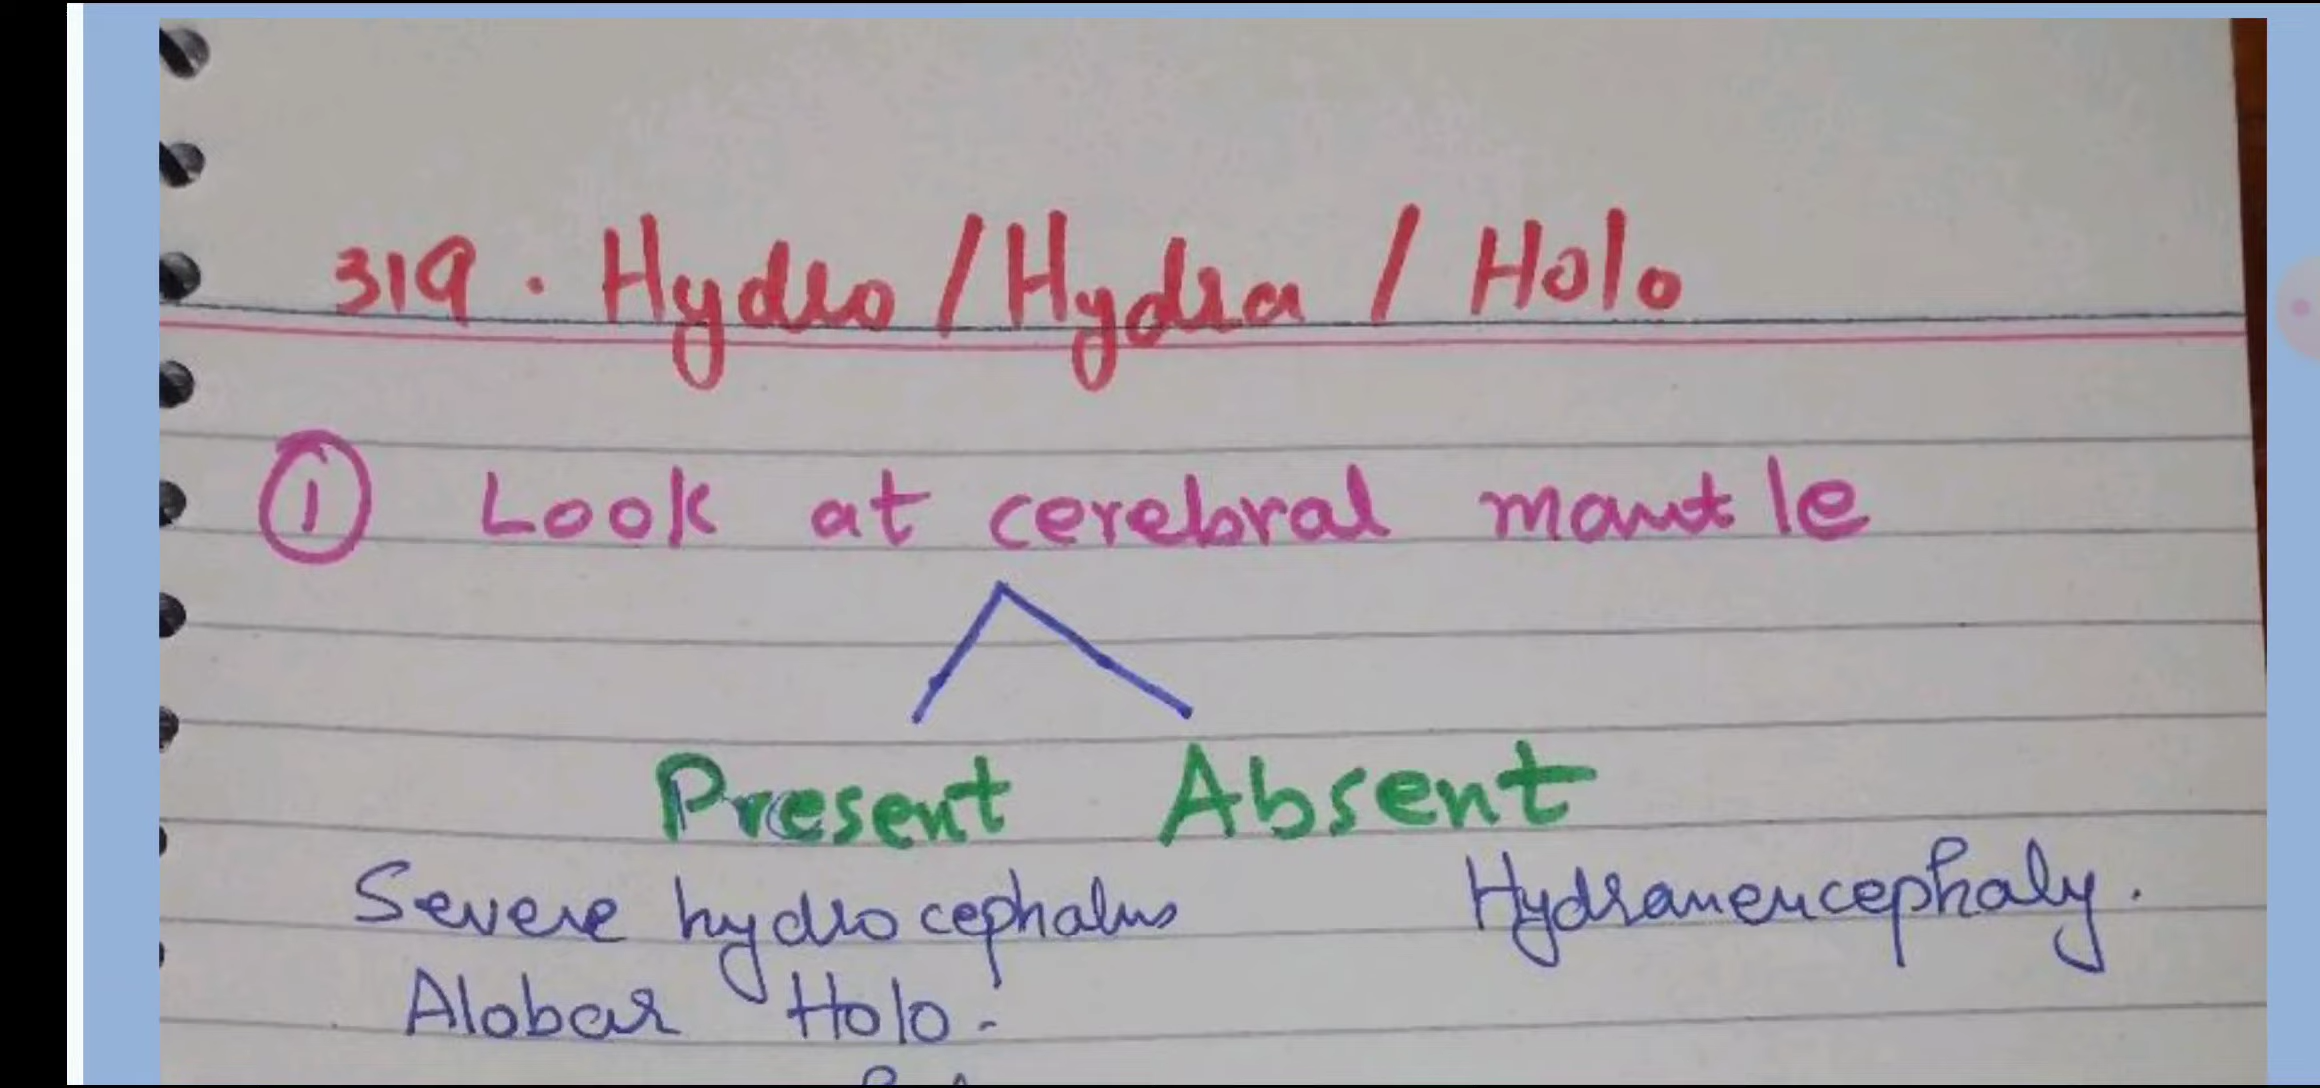 319. Hydro / Hydra / Holo
① Look at cerebral mantle
Present Absent
Severe hydrocephalus Hydranencephaly.
Alobar Holo-